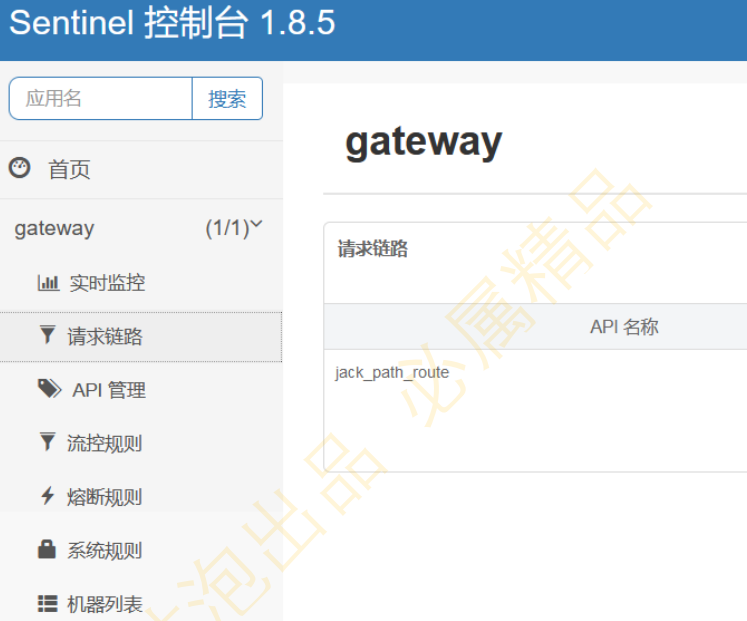 Sentinel 控制台 1.8.5
应用名 搜索
首页
gateway (1/1)
实时监控
请求链路
API 管理
流控规则
熔断规则
系统规则
机器列表
gateway
请求链路
API 名称
jack_path_route
泡出品 必属精品